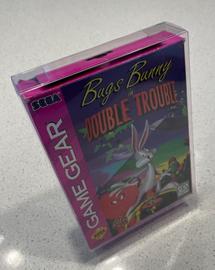 SEGA
GAME GEAR
Bugs Bunny
in
DOUBLE TROUBLE